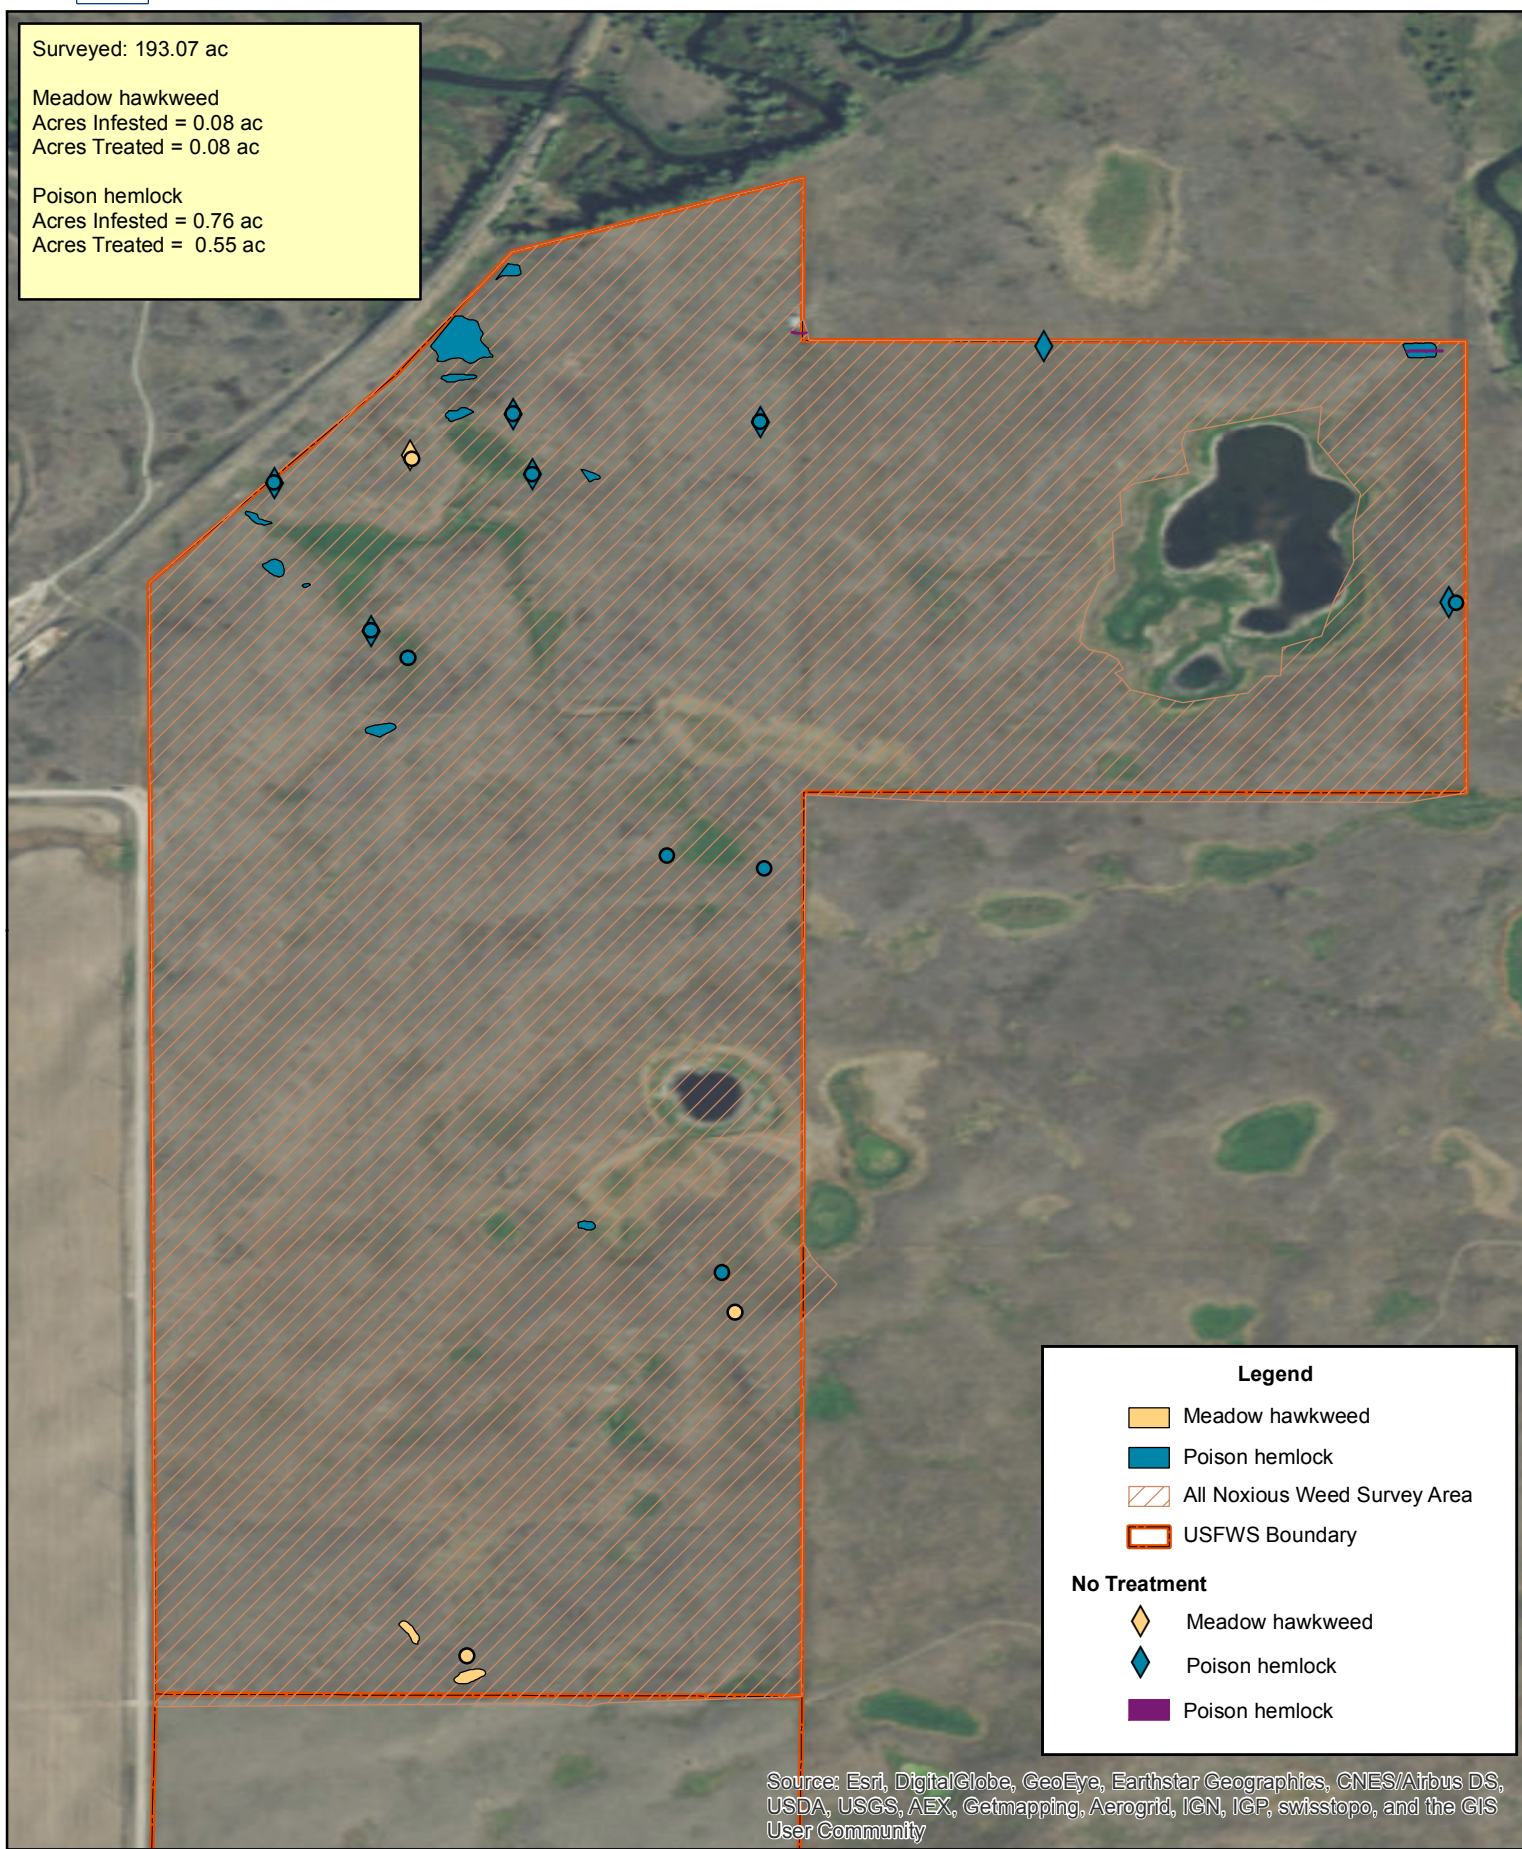 Surveyed: 193.07 ac
Meadow hawkweed
Acres Infested = 0.08 ac
Acres Treated = 0.08 ac
Poison hemlock
Acres Infested = 0.76 ac
Acres Treated = 0.55 ac
Legend
Meadow hawkweed
Poison hemlock
All Noxious Weed Survey Area
USFWS Boundary
No Treatment
Meadow hawkweed
Poison hemlock
Poison hemlock
Source: Esri, DigitalGlobe, GeoEye, Earthstar Geographics, CNES/Airbus DS,
USDA, USGS, AEX, Getmapping, Aerogrid, IGN, IGP, swisstopo, and the GIS
User Community